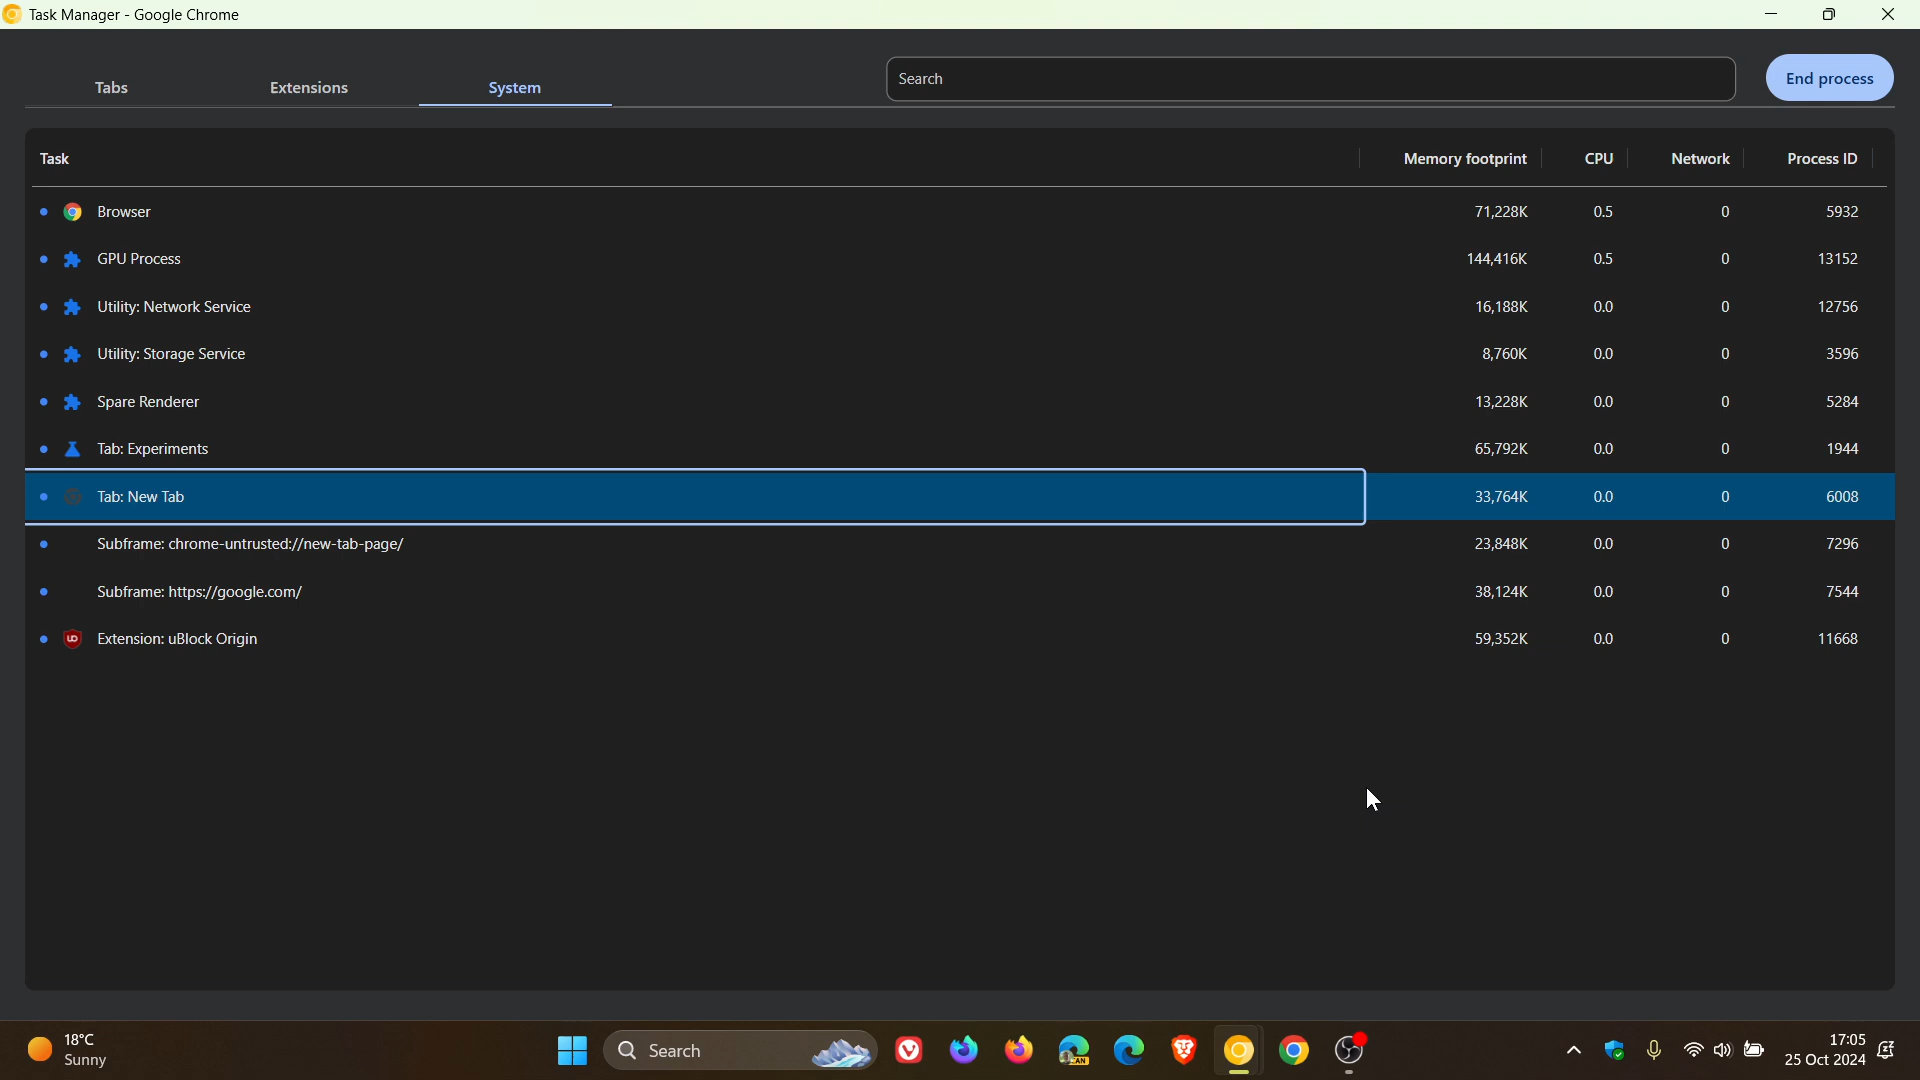 Task Manager - Google Chrome
Tabs Extensions System Search End process
Task Memory footprint CPU Network Process ID
Browser 71,228K 0.5 0 5932
GPU Process 144,416K 0.5 0 13152
Utility: Network Service 16,188K 0.0 0 12756
Utility: Storage Service 8,760K 0.0 0 3596
Spare Renderer 13,228K 0.0 0 5284
Tab: Experiments 65,792K 0.0 0 1944
Tab: New Tab 33,764K 0.0 0 6008
Subframe: chrome-untrusted://new-tab-page/ 23,848K 0.0 0 7296
Subframe: https://google.com/ 38,124K 0.0 0 7544
Extension: uBlock Origin 59,352K 0.0 0 11668
18°C
Sunny
Search
CAN
17:05
25 Oct 2024